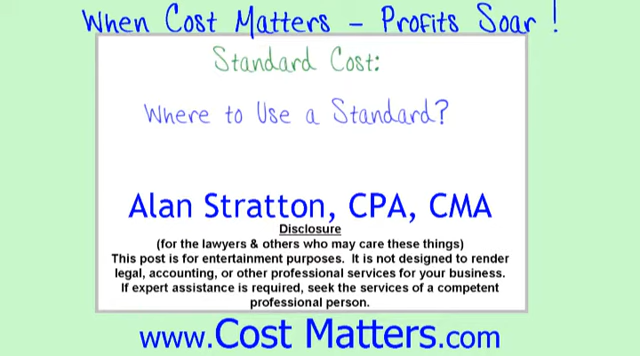 When Cost Matters – Profits Soar !
Standard Cost:
Where to Use a Standard?
Alan Stratton, CPA, CMA
Disclosure
(for the lawyers & others who may care these things)
This post is for entertainment purposes.  It is not designed to render
legal, accounting, or other professional services for your business.
If expert assistance is required, seek the services of a competent
professional person.
www.Cost Matters.com